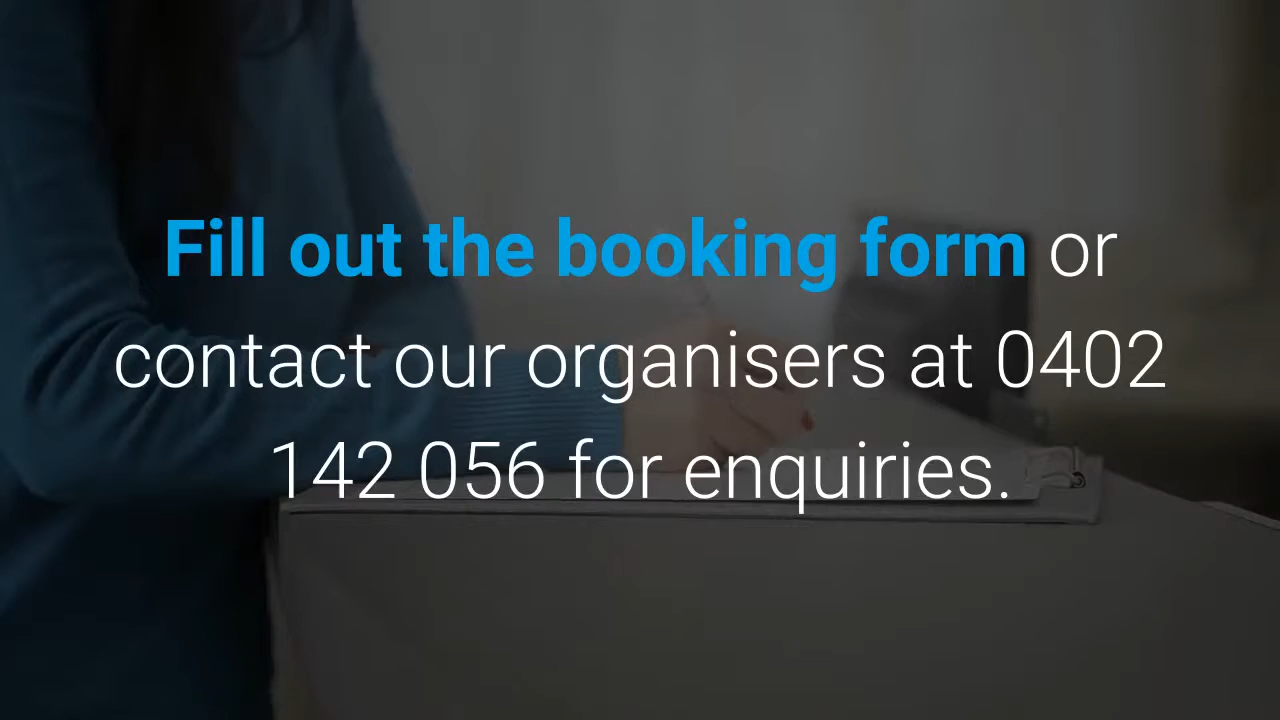 Fill out the booking form or
contact our organisers at 0402
142 056 for enquiries.